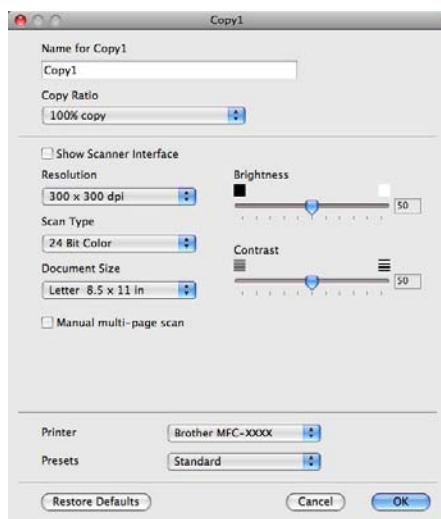 Copy1
Name for Copy1
Copy1
Copy Ratio
100% copy
Show Scanner Interface
Resolution
300 x 300 dpi
Scan Type
24 Bit Color
Document Size
Letter 8.5 x 11 in
Manual multi-page scan
Brightness
50
Contrast
50
Printer
Brother MFC-XXXX
Presets
Standard
Restore Defaults
Cancel
OK